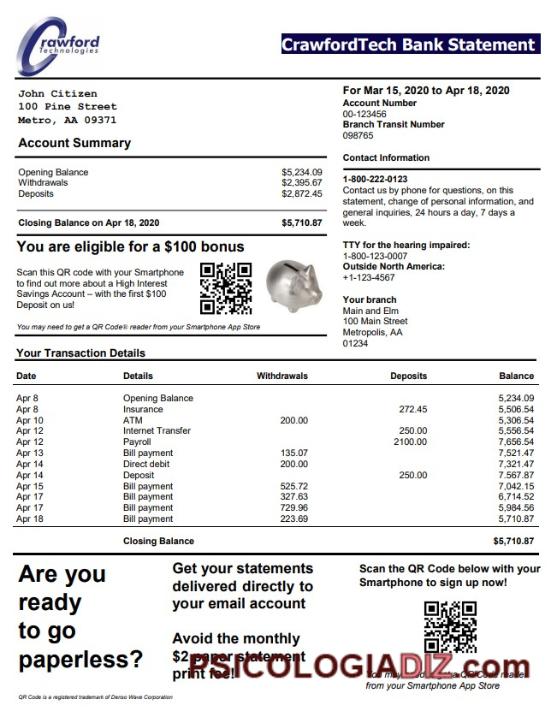 Crawford
Technologies
CrawfordTech Bank Statement
John Citizen
100 Pine Street
Metro, AA 09371
For Mar 15, 2020 to Apr 18, 2020
Account Number
00-123456
Branch Transit Number
098765
Account Summary
Opening Balance $5,234.09
Withdrawals $2,395.67
Deposits $2,872.45
Closing Balance on Apr 18, 2020 $5,710.87
Contact Information
1-800-222-0123
Contact us by phone for questions, on this
statement, change of personal information, and
general inquiries, 24 hours a day, 7 days a
week.
TTY for the hearing impaired:
1-800-123-0007
Outside North America:
+1-123-4567
Your branch
Main and Elm
100 Main Street
Metropolis, AA
01234
You are eligible for a $100 bonus
Scan this QR code with your Smartphone
to find out more about a High Interest
Savings Account – with the first $100
Deposit on us!
You may need to get a QR Code® reader from your Smartphone App Store
Your Transaction Details
Date Details Withdrawals Deposits Balance
Apr 8 Opening Balance 5,234.09
Apr 8 Insurance 272.45 5,506.54
Apr 10 ATM 200.00 5,306.54
Apr 12 Internet Transfer 250.00 5,556.54
Apr 12 Payroll 2100.00 7,656.54
Apr 13 Bill payment 135.07 7,521.47
Apr 14 Direct debit 200.00 7,321.47
Apr 14 Deposit 250.00 7.567.87
Apr 15 Bill payment 525.72 7,042.15
Apr 17 Bill payment 327.63 6,714.52
Apr 17 Bill payment 729.96 5,984.56
Apr 18 Bill payment 223.69 5,710.87
Closing Balance $5,710.87
Are you
ready
to go
paperless?
Get your statements
delivered directly to
your email account
Avoid the monthly
$2 paper statement
print fee!
Scan the QR Code below with your
Smartphone to sign up now!
You may QR Code reader
from your Smartphone App Store
PSICOLOGIADIZ.com
QR Code is a registered trademark of Denso Wave Corporation